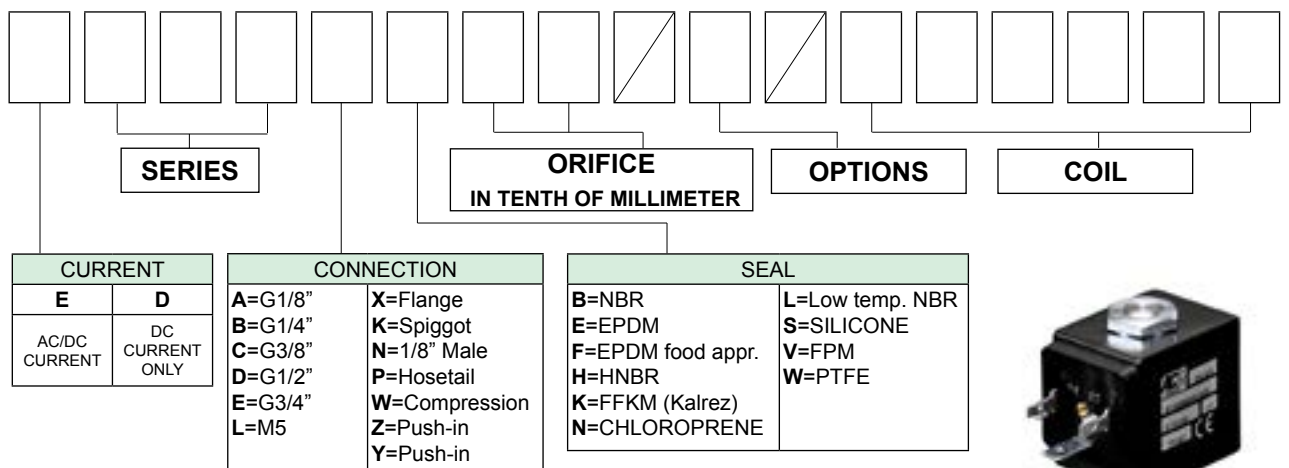 SERIES
ORIFICE
IN TENTH OF MILLIMETER
OPTIONS
COIL
CURRENT
E D
AC/DC CURRENT
DC CURRENT ONLY
CONNECTION
A=G1/8”
B=G1/4”
C=G3/8”
D=G1/2”
E=G3/4”
L=M5
X=Flange
K=Spiggot
N=1/8” Male
P=Hosetail
W=Compression
Z=Push-in
Y=Push-in
SEAL
B=NBR
E=EPDM
F=EPDM food appr.
H=HNBR
K=FFKM (Kalrez)
N=CHLOROPRENE
L=Low temp. NBR
S=SILICONE
V=FPM
W=PTFE
CE